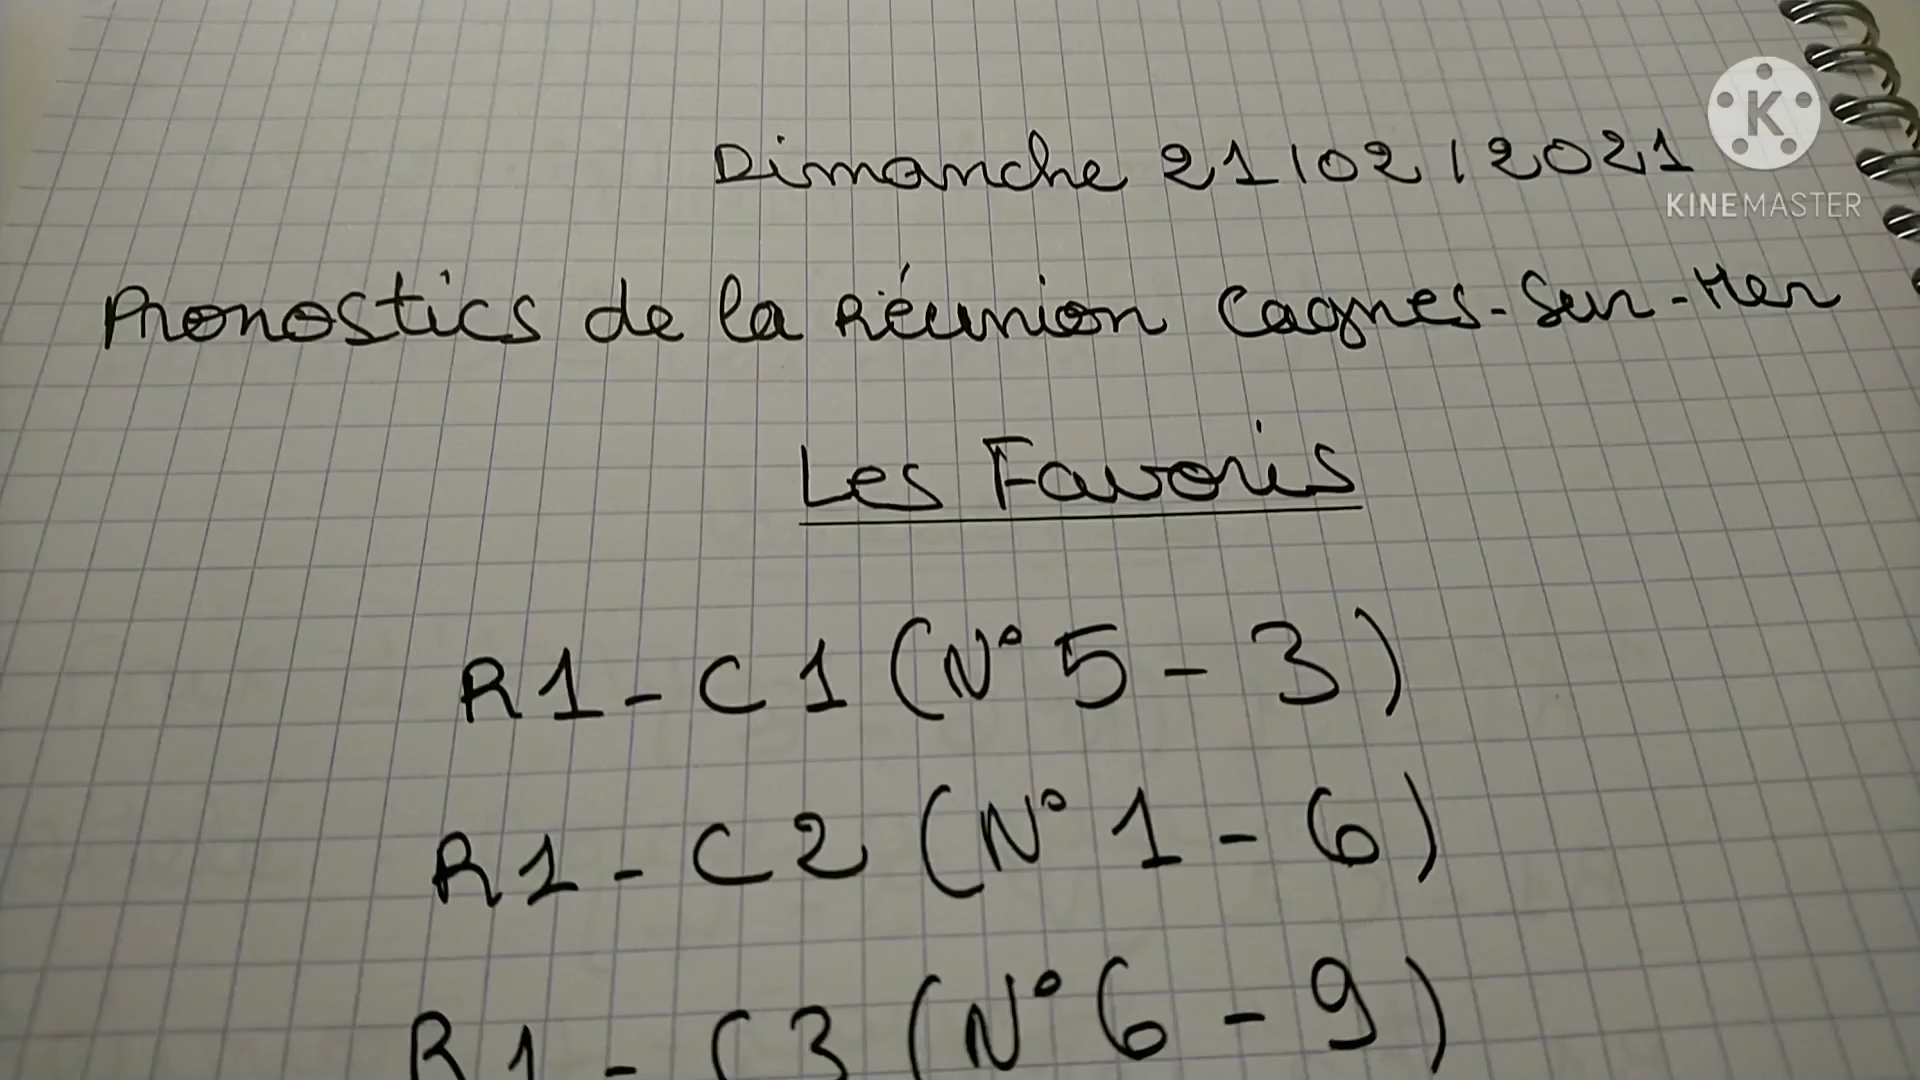 Dimanche 21/02/2021
K
KINEMASTER
Pronostics de la Réunion Cagnes-Sur-Mer
Les Favoris
R1-C1 (N° 5-3)
R1-C2 (N° 1-6)
R1-C3 (N° 6-9)